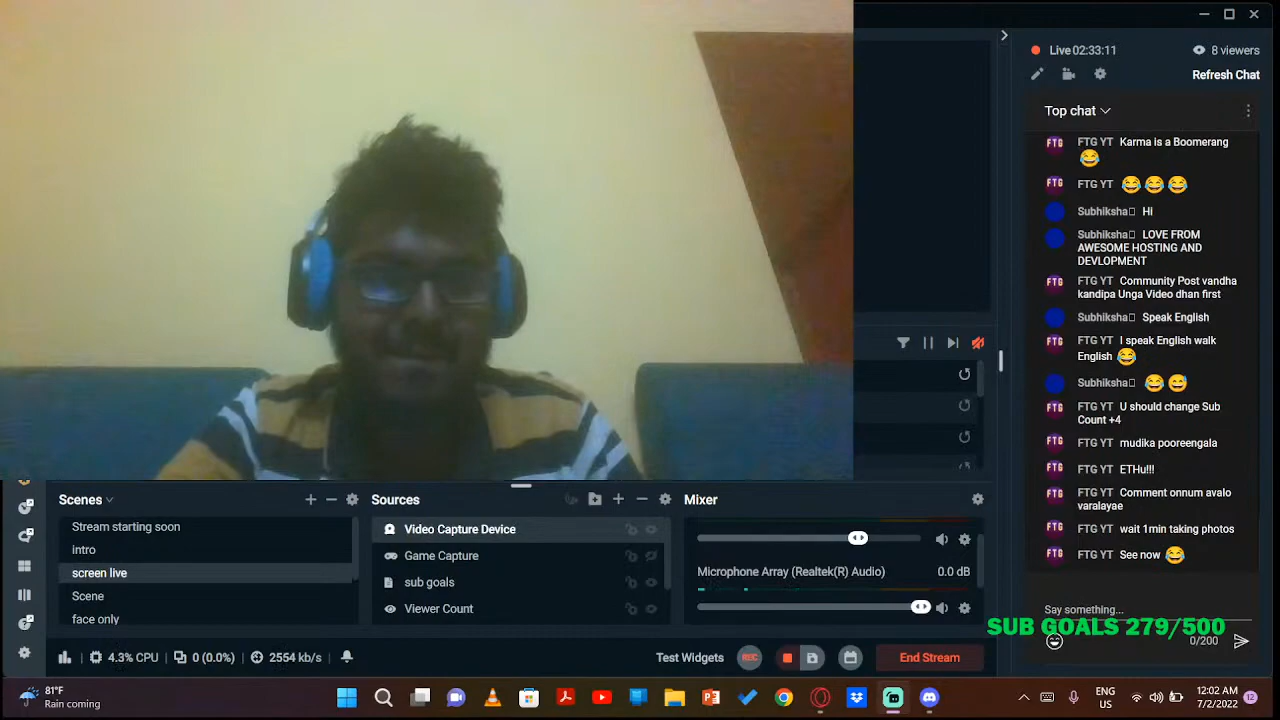 Live 02:33:11
8 viewers
Refresh Chat
Top chat
FTG YT Karma is a Boomerang
😂
FTG YT 😂😂😂
Subhiksha Hi
Subhiksha LOVE FROM
AWESOME HOSTING AND
DEVLOPMENT
FTG YT Community Post vandha
kandipa Unga Video dhan first
Subhiksha Speak English
FTG YT I speak English walk
English 😂
Subhiksha 😂😅
FTG YT U should change Sub
Count +4
FTG YT mudika pooreengala
FTG YT ETHu!!!
FTG YT Comment onnum avalo
varalayae
FTG YT wait 1min taking photos
FTG YT See now 😂
Say something...
SUB GOALS 279/500
0/200
Scenes
Stream starting soon
intro
screen live
Scene
face only
Sources
Video Capture Device
Game Capture
sub goals
Viewer Count
Mixer
Microphone Array (Realtek(R) Audio)
0.0 dB
4.3% CPU
0 (0.0%)
2554 kb/s
Test Widgets
REC
End Stream
81°F
Rain coming
ENG
US
12:02 AM
7/2/2022
12